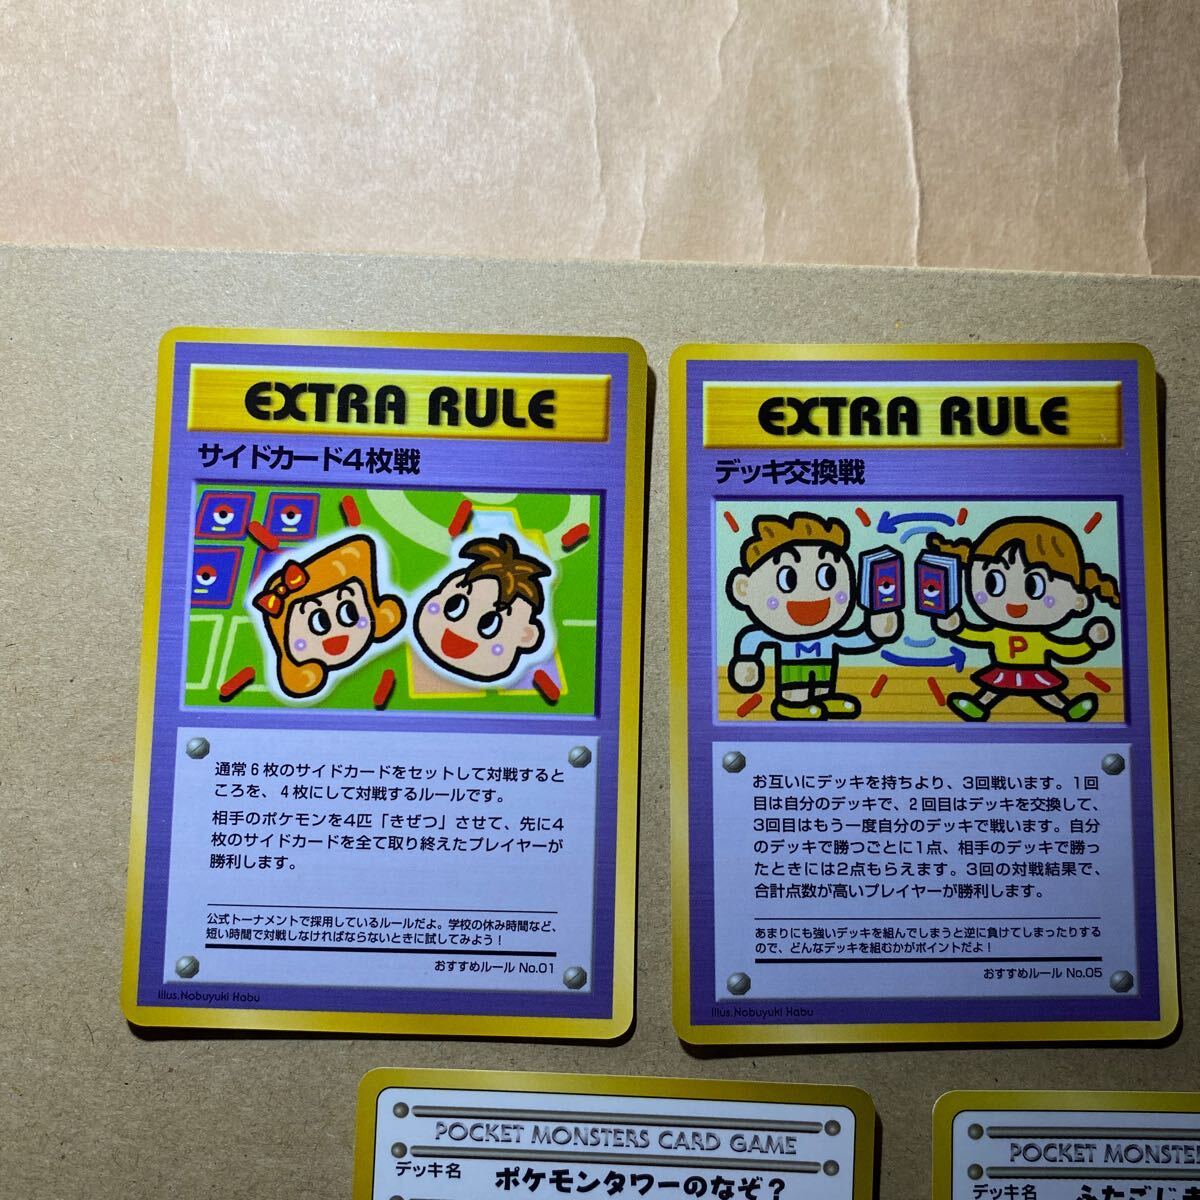 EXTRA RULE
サイドカード4枚戦
通常6枚のサイドカードをセットして対戦すると
ころを、4枚にして対戦するルールです。
相手のポケモンを4匹「きぜつ」させて、先に4
枚のサイドカードを全て取り終えたプレイヤーが
勝利します。
公式トーナメントで採用しているルールだよ。学校の休み時間など、
短い時間で対戦しなければならないときに試してみよう！
おすすめルール No.01
Illus.Nobuyuki Habu
EXTRA RULE
デッキ交換戦
M
P
お互いにデッキを持ちより、3回戦います。1回
目は自分のデッキで、2回目はデッキを交換して、
3回目はもう一度自分のデッキで戦います。自分
のデッキで勝つごとに1点、相手のデッキで勝っ
たときには2点もらえます。3回の対戦結果で、
合計点数が高いプレイヤーが勝利します。
あまりにも強いデッキを組んでしまうと逆に負けてしまったりする
ので、どんなデッキを組むかがポイントだよ！
おすすめルール No.05
Illus.Nobuyuki Habu
POCKET MONSTERS CARD GAME
デッキ名 ポケモンタワーのなぞ？
POCKET MONSTERS
デッキ名